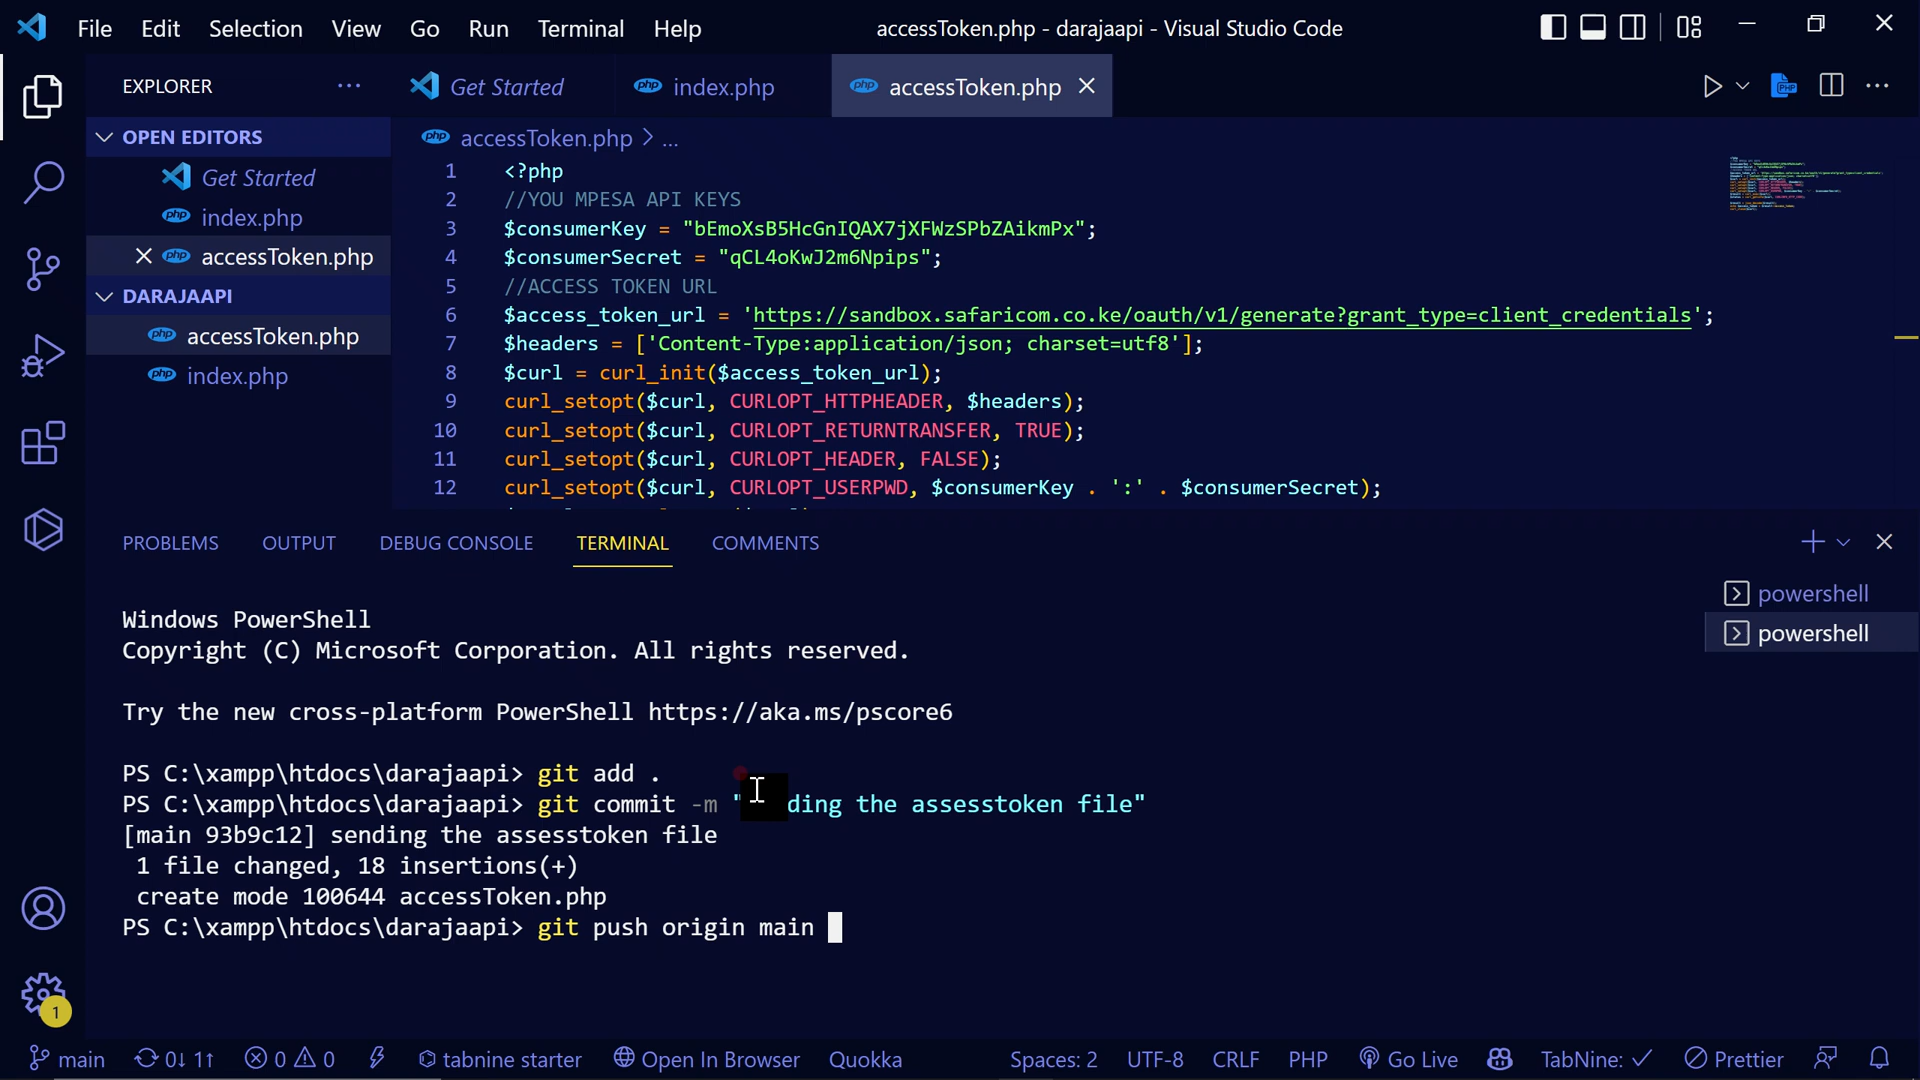 File Edit Selection View Go Run Terminal Help accessToken.php - darajaapi - Visual Studio Code
EXPLORER
Get Started index.php accessToken.php
OPEN EDITORS
Get Started
index.php
accessToken.php
DARAJAAPI
accessToken.php
index.php
accessToken.php > ...
1 <?php
2 //YOU MPESA API KEYS
3 $consumerKey = "bEmoXsB5HcGnIQAX7jXFWzSPbZAikmPx";
4 $consumerSecret = "qCL4oKwJ2m6Npips";
5 //ACCESS TOKEN URL
6 $access_token_url = 'https://sandbox.safaricom.co.ke/oauth/v1/generate?grant_type=client_credentials';
7 $headers = ['Content-Type:application/json; charset=utf8'];
8 $curl = curl_init($access_token_url);
9 curl_setopt($curl, CURLOPT_HTTPHEADER, $headers);
10 curl_setopt($curl, CURLOPT_RETURNTRANSFER, TRUE);
11 curl_setopt($curl, CURLOPT_HEADER, FALSE);
12 curl_setopt($curl, CURLOPT_USERPWD, $consumerKey . ':' . $consumerSecret);
PROBLEMS OUTPUT DEBUG CONSOLE TERMINAL COMMENTS
powershell
powershell
Windows PowerShell
Copyright (C) Microsoft Corporation. All rights reserved.
Try the new cross-platform PowerShell https://aka.ms/pscore6
PS C:\xampp\htdocs\darajaapi> git add .
PS C:\xampp\htdocs\darajaapi> git commit -m "ding the assesstoken file"
[main 93b9c12] sending the assesstoken file
1 file changed, 18 insertions(+)
create mode 100644 accessToken.php
PS C:\xampp\htdocs\darajaapi> git push origin main
1
main 0↓ 1↑ 0 0 tabnine starter Open In Browser Quokka Spaces: 2 UTF-8 CRLF PHP Go Live TabNine: ✓ Prettier